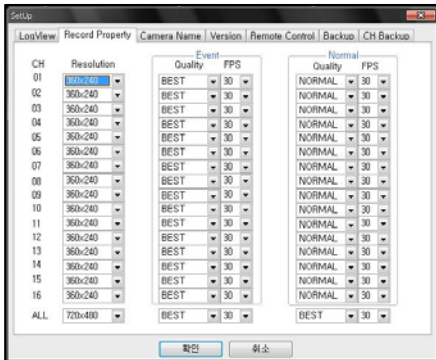 SetUp
LogView Record Property Camera Name Version Remote Control Backup CH Backup
Event Normal
CH Resolution Quality FPS Quality FPS
01 360x240 BEST 30 NORMAL 30
02 360x240 BEST 30 NORMAL 30
03 360x240 BEST 30 NORMAL 30
04 360x240 BEST 30 NORMAL 30
05 360x240 BEST 30 NORMAL 30
06 360x240 BEST 30 NORMAL 30
07 360x240 BEST 30 NORMAL 30
08 360x240 BEST 30 NORMAL 30
09 360x240 BEST 30 NORMAL 30
10 360x240 BEST 30 NORMAL 30
11 360x240 BEST 30 NORMAL 30
12 360x240 BEST 30 NORMAL 30
13 360x240 BEST 30 NORMAL 30
14 360x240 BEST 30 NORMAL 30
15 360x240 BEST 30 NORMAL 30
16 360x240 BEST 30 NORMAL 30
ALL 720x480 BEST 30 BEST 30
확인 취소